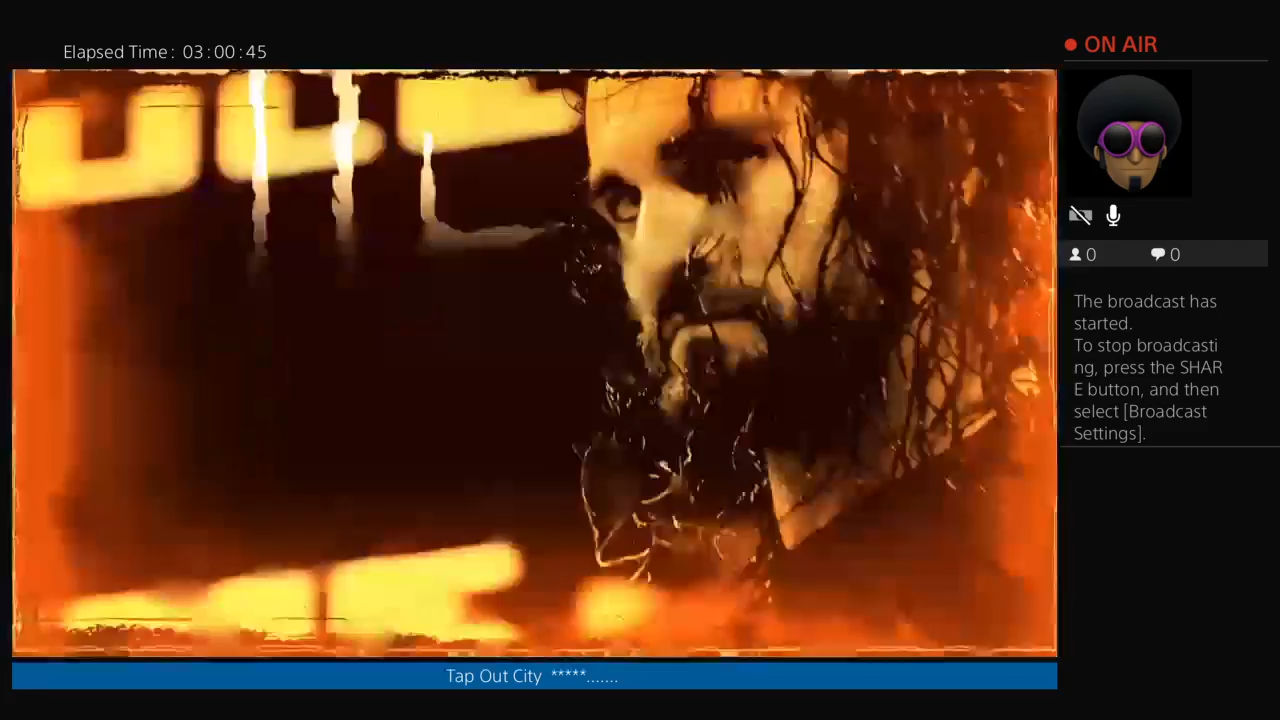 Elapsed Time: 03:00:45
ON AIR
0 0
The broadcast has
started.
To stop broadcasti
ng, press the SHAR
E button, and then
select [Broadcast
Settings].
Tap Out City *****.......